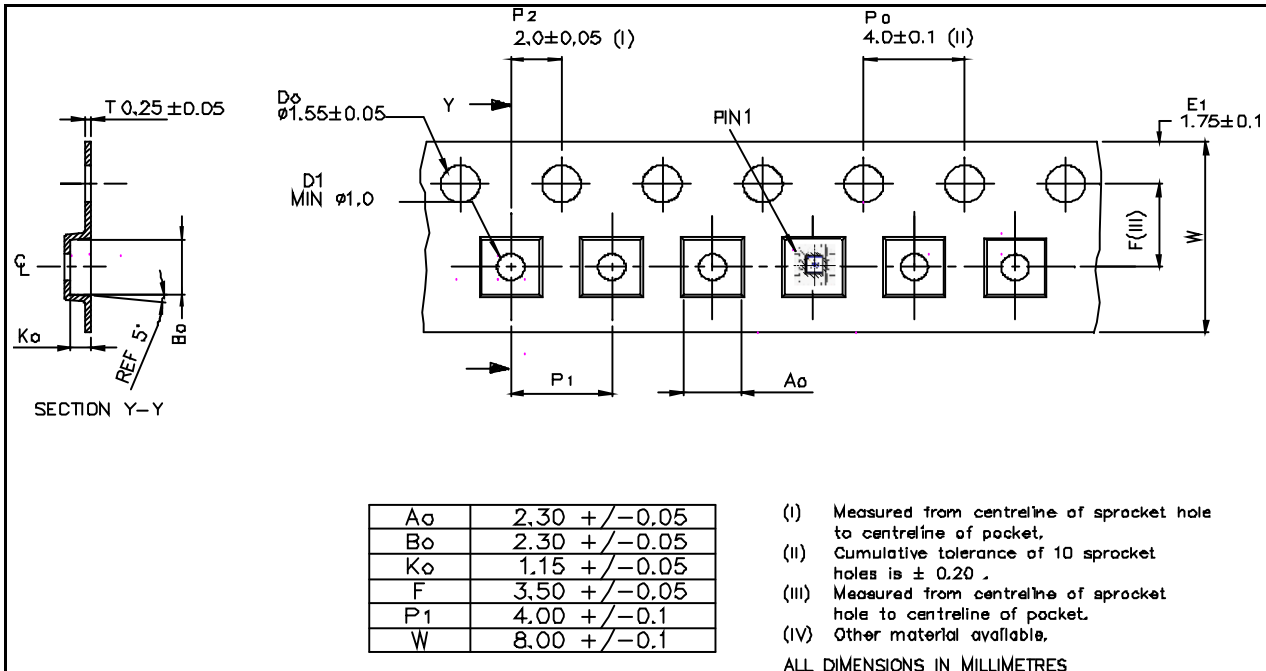 P2
2.0±0.05 (I)
Po
4.0±0.1 (II)
T 0.25 ±0.05
Do
ø1.55±0.05
Y
PIN1
E1
1.75±0.1
D1
MIN ø1.0
F(III)
W
℄
Ko
REF 5°
Bo
P1
Ao
SECTION Y-Y
Ao 2.30 +/-0.05
Bo 2.30 +/-0.05
Ko 1.15 +/-0.05
F 3.50 +/-0.05
P1 4.00 +/-0.1
W 8.00 +/-0.1
(I) Measured from centreline of sprocket hole
to centreline of pocket.
(II) Cumulative tolerance of 10 sprocket
holes is ± 0.20 .
(III) Measured from centreline of sprocket
hole to centreline of pocket.
(IV) Other material available.
ALL DIMENSIONS IN MILLIMETRES